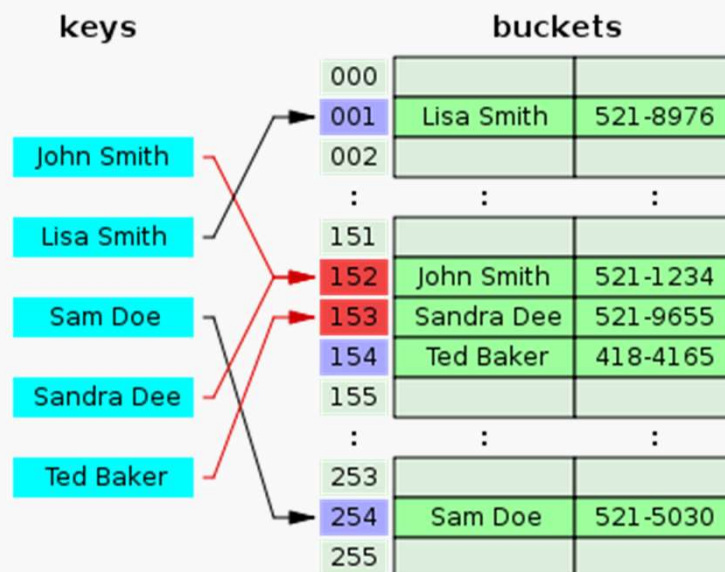 keys
buckets
John Smith
Lisa Smith
Sam Doe
Sandra Dee
Ted Baker
000
001 Lisa Smith 521-8976
002
: : :
151
152 John Smith 521-1234
153 Sandra Dee 521-9655
154 Ted Baker 418-4165
155
: : :
253
254 Sam Doe 521-5030
255